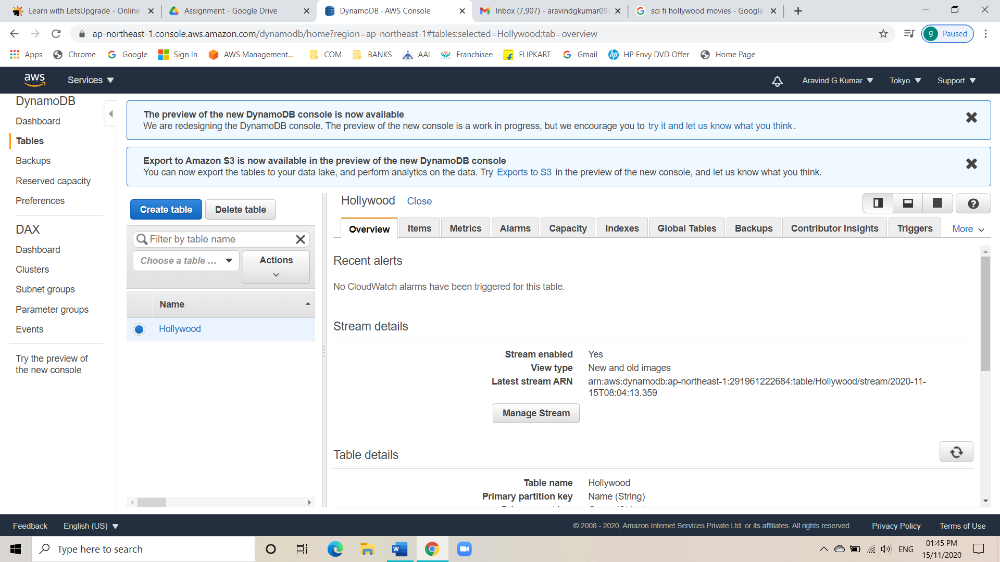 Learn with LetsUpgrade - Online
Assignment - Google Drive
DynamoDB · AWS Console
Inbox (7,907) - aravindgkumar09
sci fi hollywood movies - Google
ap-northeast-1.console.aws.amazon.com/dynamodb/home?region=ap-northeast-1#tables:selected=Hollywood;tab=overview
g Paused
Apps Chrome Google Sign In AWS Management... COM BANKS AAI Franchisee FLIPKART Gmail HP Envy DVD Offer Home Page
aws Services Aravind G Kumar Tokyo Support
DynamoDB
Dashboard
Tables
Backups
Reserved capacity
Preferences
DAX
Dashboard
Clusters
Subnet groups
Parameter groups
Events
Try the preview of
the new console
The preview of the new DynamoDB console is now available
We are redesigning the DynamoDB console. The preview of the new console is a work in progress, but we encourage you to try it and let us know what you think.
Export to Amazon S3 is now available in the preview of the new DynamoDB console
You can now export the tables to your data lake, and perform analytics on the data. Try Exports to S3 in the preview of the new console, and let us know what you think.
Create table Delete table
Filter by table name
Choose a table ... Actions
Name
Hollywood
Hollywood Close
Overview Items Metrics Alarms Capacity Indexes Global Tables Backups Contributor Insights Triggers More
Recent alerts
No CloudWatch alarms have been triggered for this table.
Stream details
Stream enabled Yes
View type New and old images
Latest stream ARN arn:aws:dynamodb:ap-northeast-1:291961222684:table/Hollywood/stream/2020-11-
15T08:04:13.359
Manage Stream
Table details
Table name Hollywood
Primary partition key Name (String)
Feedback English (US) © 2008 - 2020, Amazon Internet Services Private Ltd. or its affiliates. All rights reserved. Privacy Policy Terms of Use
Type here to search
ENG
01:45 PM
15/11/2020